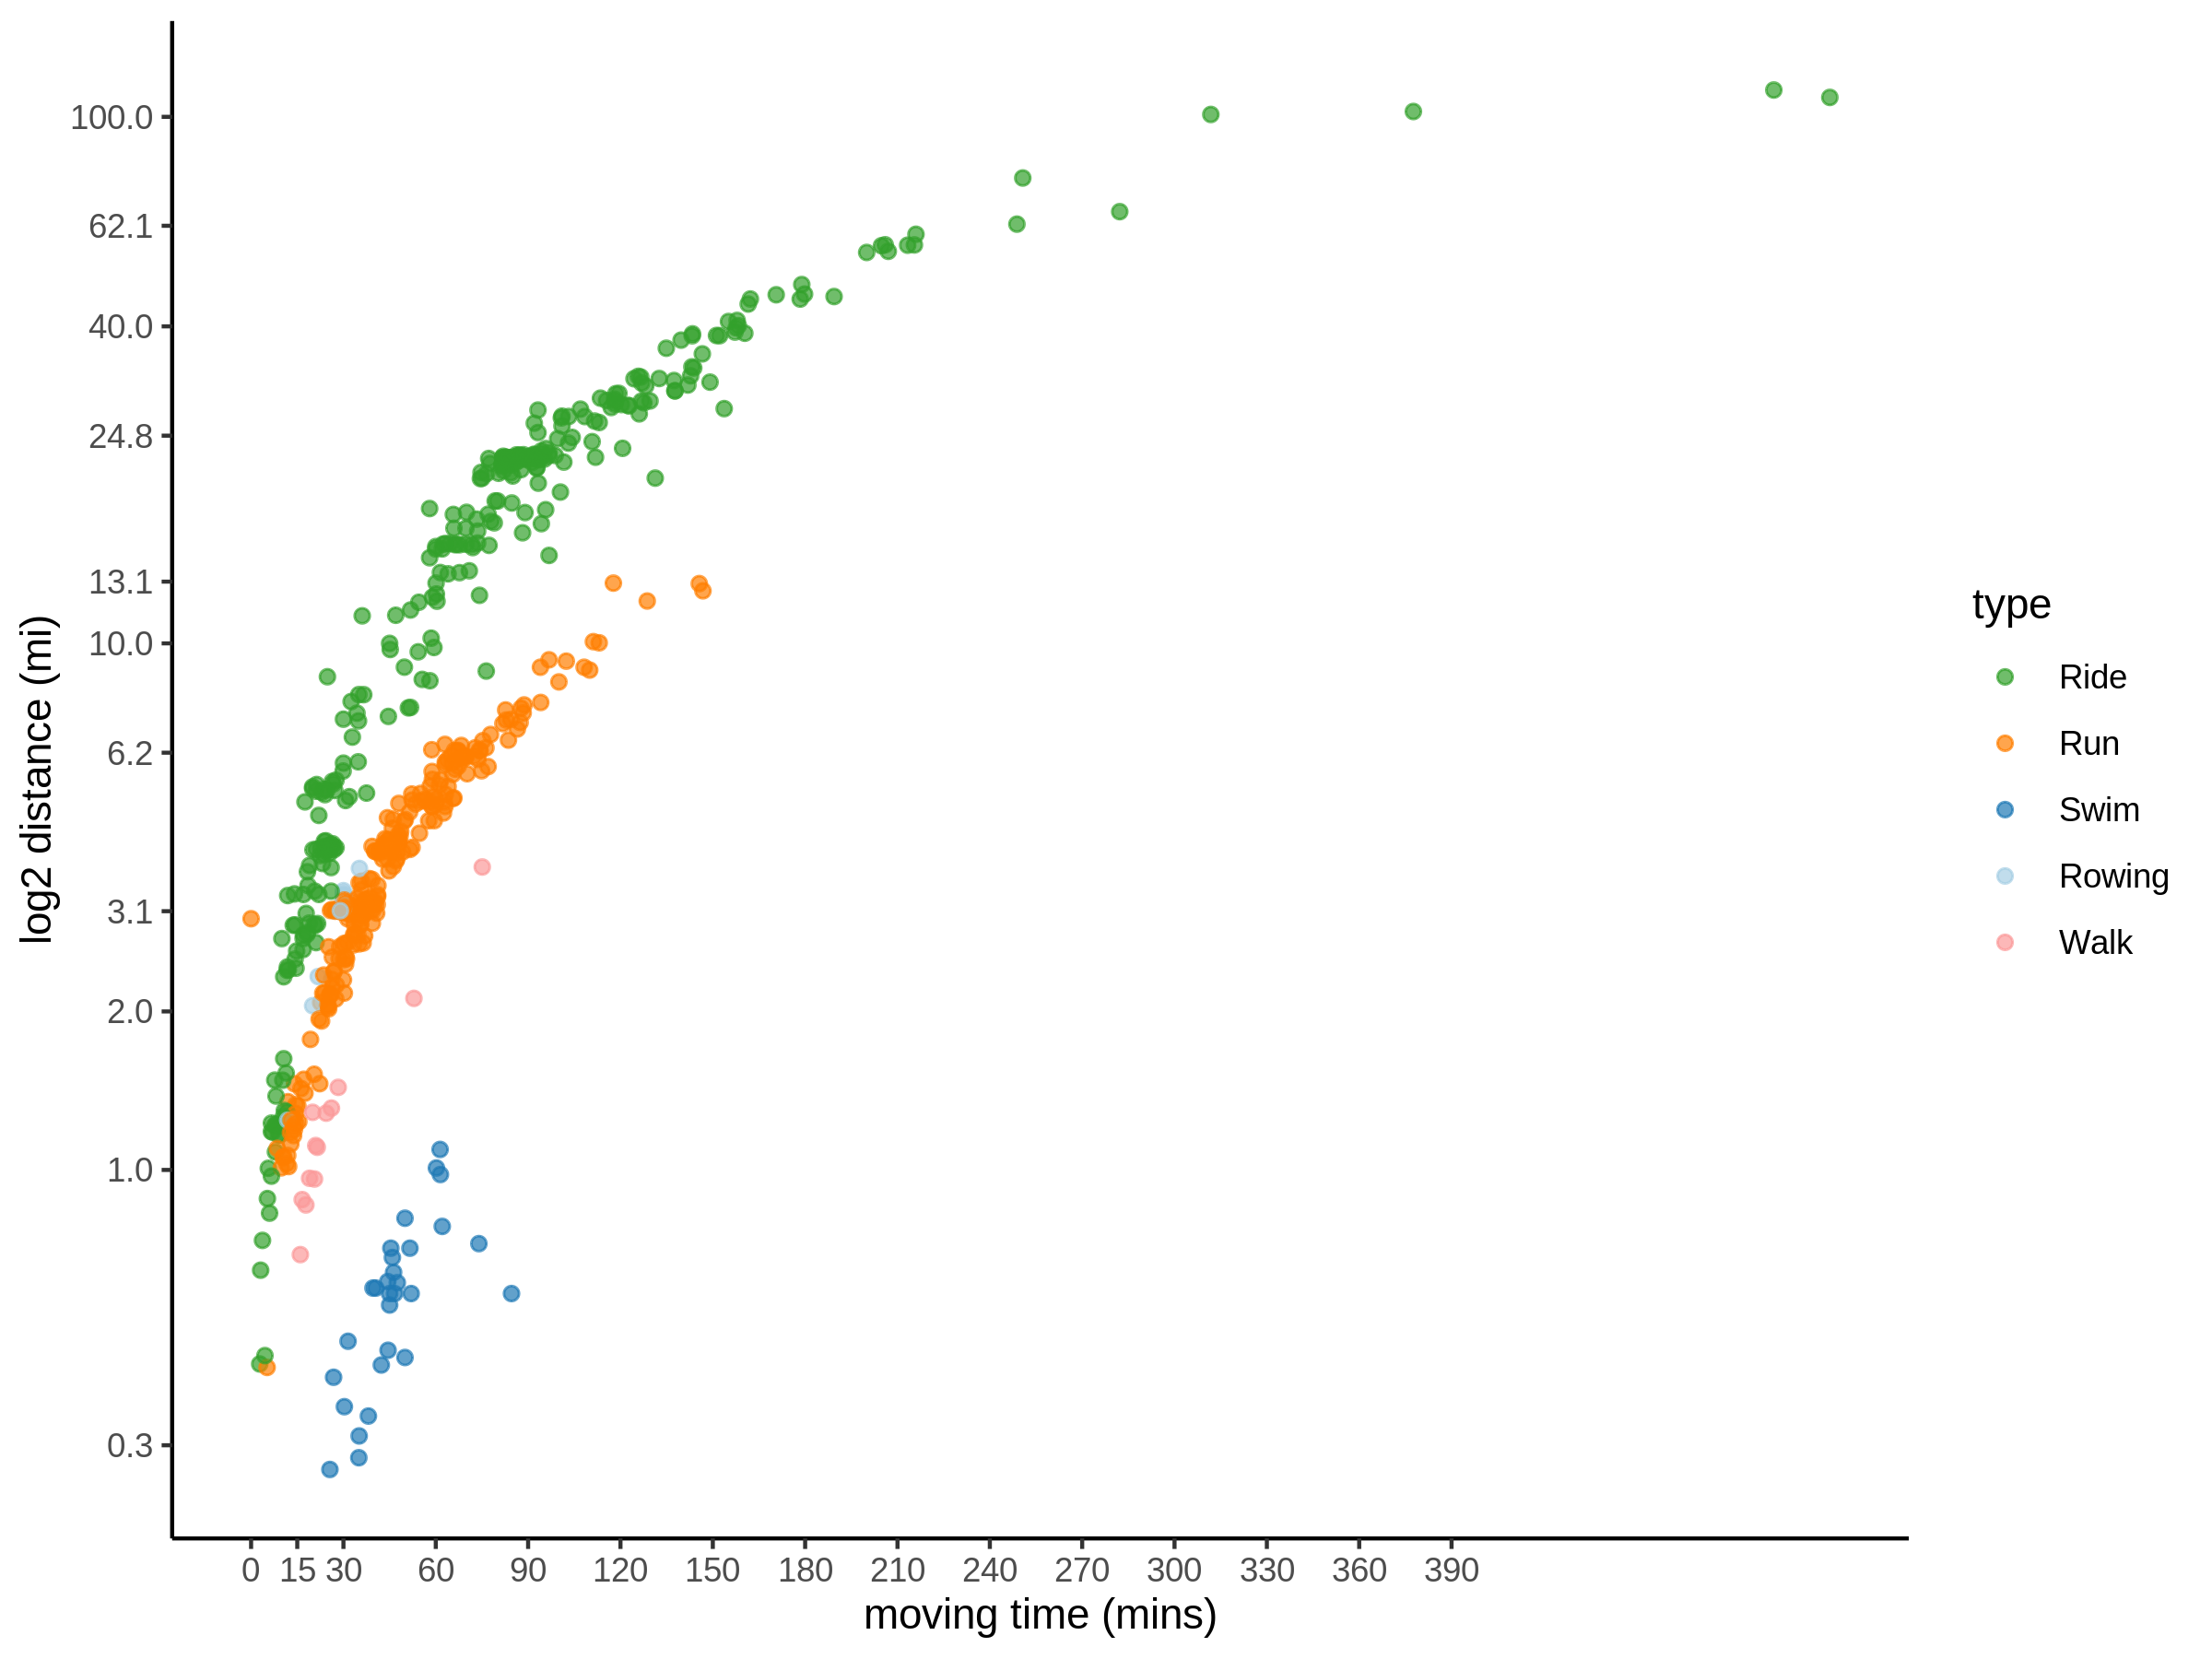 log2 distance (mi)
100.0
62.1
40.0
24.8
13.1
10.0
6.2
3.1
2.0
1.0
0.3
0 15 30 60 90 120 150 180 210 240 270 300 330 360 390
moving time (mins)
type
Ride
Run
Swim
Rowing
Walk